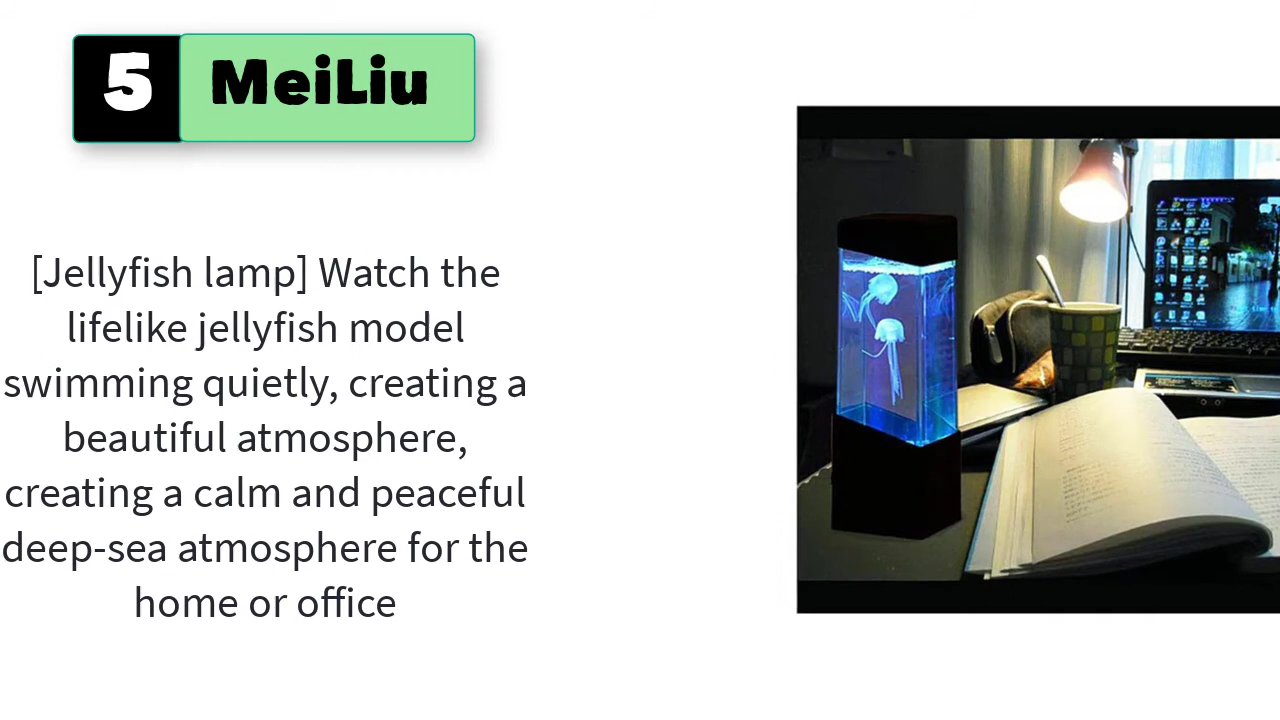 5 MeiLiu
[Jellyfish lamp] Watch the
lifelike jellyfish model
swimming quietly, creating a
beautiful atmosphere,
creating a calm and peaceful
deep-sea atmosphere for the
home or office